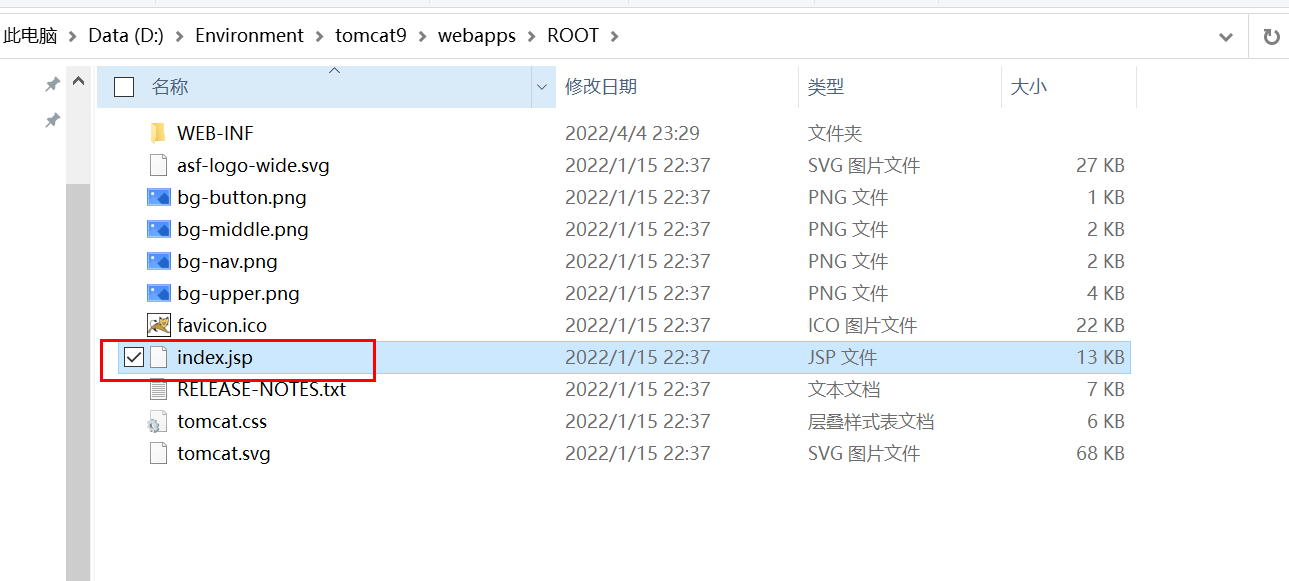 此电脑 > Data (D:) > Environment > tomcat9 > webapps > ROOT >
名称 修改日期 类型 大小
WEB-INF 2022/4/4 23:29 文件夹
asf-logo-wide.svg 2022/1/15 22:37 SVG 图片文件 27 KB
bg-button.png 2022/1/15 22:37 PNG 文件 1 KB
bg-middle.png 2022/1/15 22:37 PNG 文件 2 KB
bg-nav.png 2022/1/15 22:37 PNG 文件 2 KB
bg-upper.png 2022/1/15 22:37 PNG 文件 4 KB
favicon.ico 2022/1/15 22:37 ICO 图片文件 22 KB
index.jsp 2022/1/15 22:37 JSP 文件 13 KB
RELEASE-NOTES.txt 2022/1/15 22:37 文本文档 7 KB
tomcat.css 2022/1/15 22:37 层叠样式表文档 6 KB
tomcat.svg 2022/1/15 22:37 SVG 图片文件 68 KB